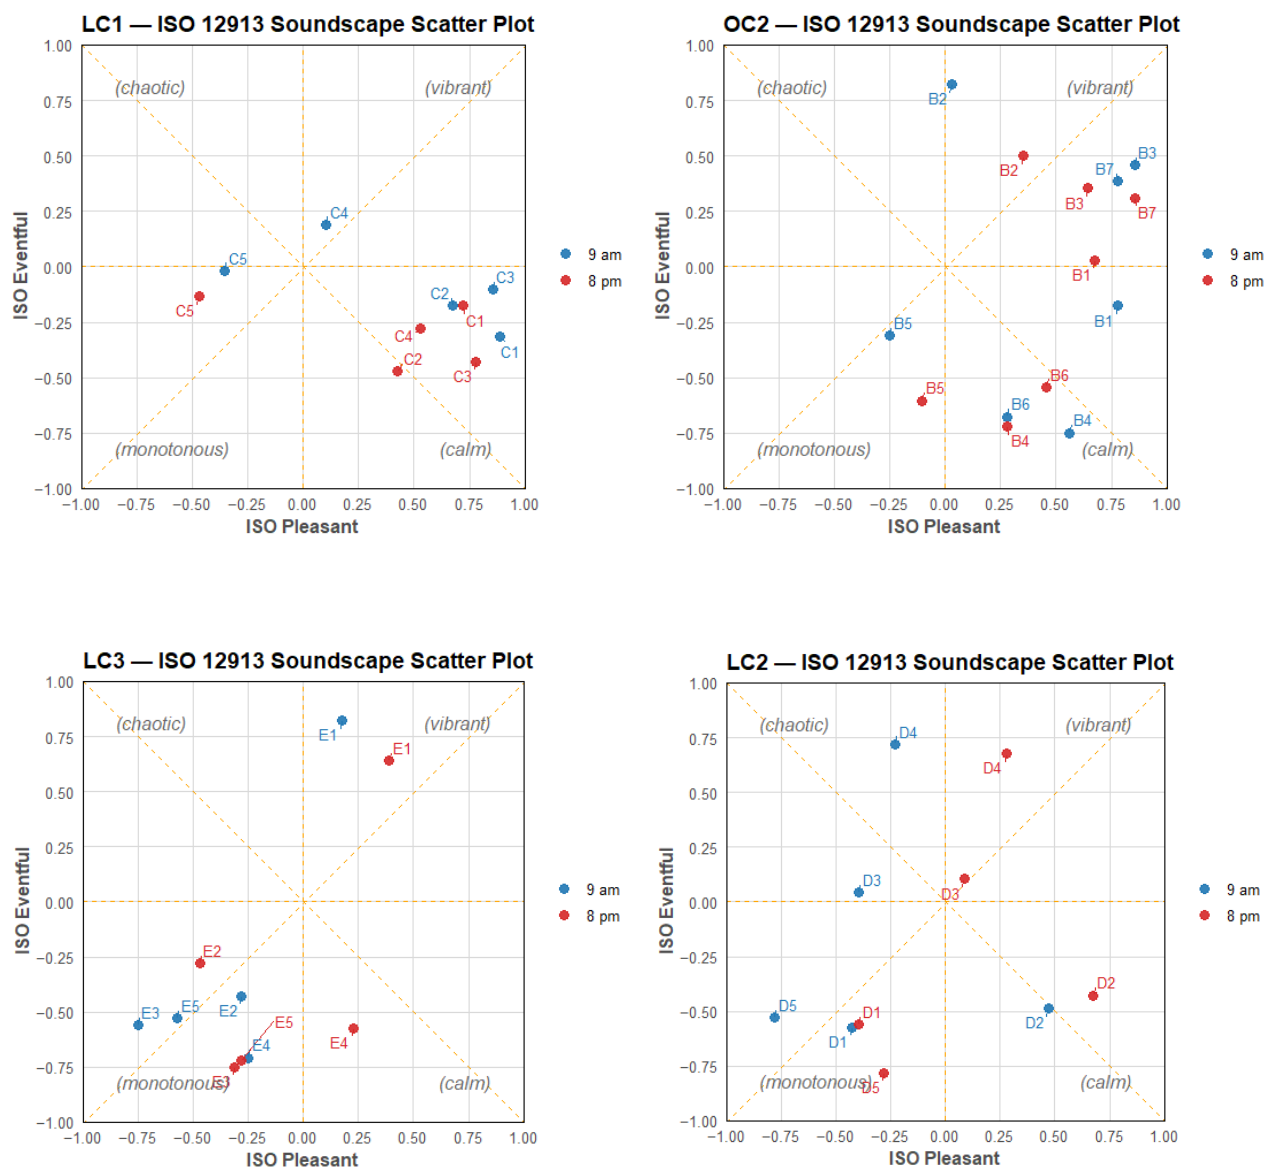 LC1 — ISO 12913 Soundscape Scatter Plot
1.00
0.75
0.50
0.25
0.00
−0.25
−0.50
−0.75
−1.00
ISO Eventful
(chaotic)
(vibrant)
C4
C5
C3
C2
C5
C1
C4
C1
C2
C3
(monotonous)
(calm)
−1.00 −0.75 −0.50 −0.25 0.00 0.25 0.50 0.75 1.00
ISO Pleasant
9 am
8 pm
OC2 — ISO 12913 Soundscape Scatter Plot
1.00
0.75
0.50
0.25
0.00
−0.25
−0.50
−0.75
−1.00
ISO Eventful
(chaotic)
(vibrant)
B2
B3
B2
B7
B3
B7
B1
B5
B1
B6
B5
B6
B4
B4
(monotonous)
(calm)
−1.00 −0.75 −0.50 −0.25 0.00 0.25 0.50 0.75 1.00
ISO Pleasant
9 am
8 pm
LC3 — ISO 12913 Soundscape Scatter Plot
1.00
0.75
0.50
0.25
0.00
−0.25
−0.50
−0.75
−1.00
ISO Eventful
(chaotic)
(vibrant)
E1
E1
E2
E5
E3
E2
E5
E4
E4
E3
(monotonous)
(calm)
−1.00 −0.75 −0.50 −0.25 0.00 0.25 0.50 0.75 1.00
ISO Pleasant
9 am
8 pm
LC2 — ISO 12913 Soundscape Scatter Plot
1.00
0.75
0.50
0.25
0.00
−0.25
−0.50
−0.75
−1.00
ISO Eventful
(chaotic)
(vibrant)
D4
D4
D3
D3
D2
D5
D1
D2
D1
D5
(monotonous)
(calm)
−1.00 −0.75 −0.50 −0.25 0.00 0.25 0.50 0.75 1.00
ISO Pleasant
9 am
8 pm